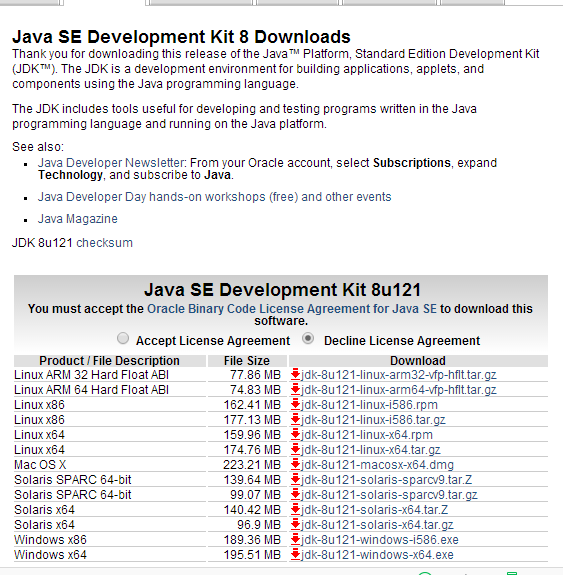 Java SE Development Kit 8 Downloads
Thank you for downloading this release of the Java™ Platform, Standard Edition Development Kit
(JDK™). The JDK is a development environment for building applications, applets, and
components using the Java programming language.
The JDK includes tools useful for developing and testing programs written in the Java
programming language and running on the Java platform.
See also:
Java Developer Newsletter: From your Oracle account, select Subscriptions, expand
Technology, and subscribe to Java.
Java Developer Day hands-on workshops (free) and other events
Java Magazine
JDK 8u121 checksum
Java SE Development Kit 8u121
You must accept the Oracle Binary Code License Agreement for Java SE to download this
software.
Accept License Agreement Decline License Agreement
Product / File Description File Size Download
Linux ARM 32 Hard Float ABI 77.86 MB jdk-8u121-linux-arm32-vfp-hflt.tar.gz
Linux ARM 64 Hard Float ABI 74.83 MB jdk-8u121-linux-arm64-vfp-hflt.tar.gz
Linux x86 162.41 MB jdk-8u121-linux-i586.rpm
Linux x86 177.13 MB jdk-8u121-linux-i586.tar.gz
Linux x64 159.96 MB jdk-8u121-linux-x64.rpm
Linux x64 174.76 MB jdk-8u121-linux-x64.tar.gz
Mac OS X 223.21 MB jdk-8u121-macosx-x64.dmg
Solaris SPARC 64-bit 139.64 MB jdk-8u121-solaris-sparcv9.tar.Z
Solaris SPARC 64-bit 99.07 MB jdk-8u121-solaris-sparcv9.tar.gz
Solaris x64 140.42 MB jdk-8u121-solaris-x64.tar.Z
Solaris x64 96.9 MB jdk-8u121-solaris-x64.tar.gz
Windows x86 189.36 MB jdk-8u121-windows-i586.exe
Windows x64 195.51 MB jdk-8u121-windows-x64.exe